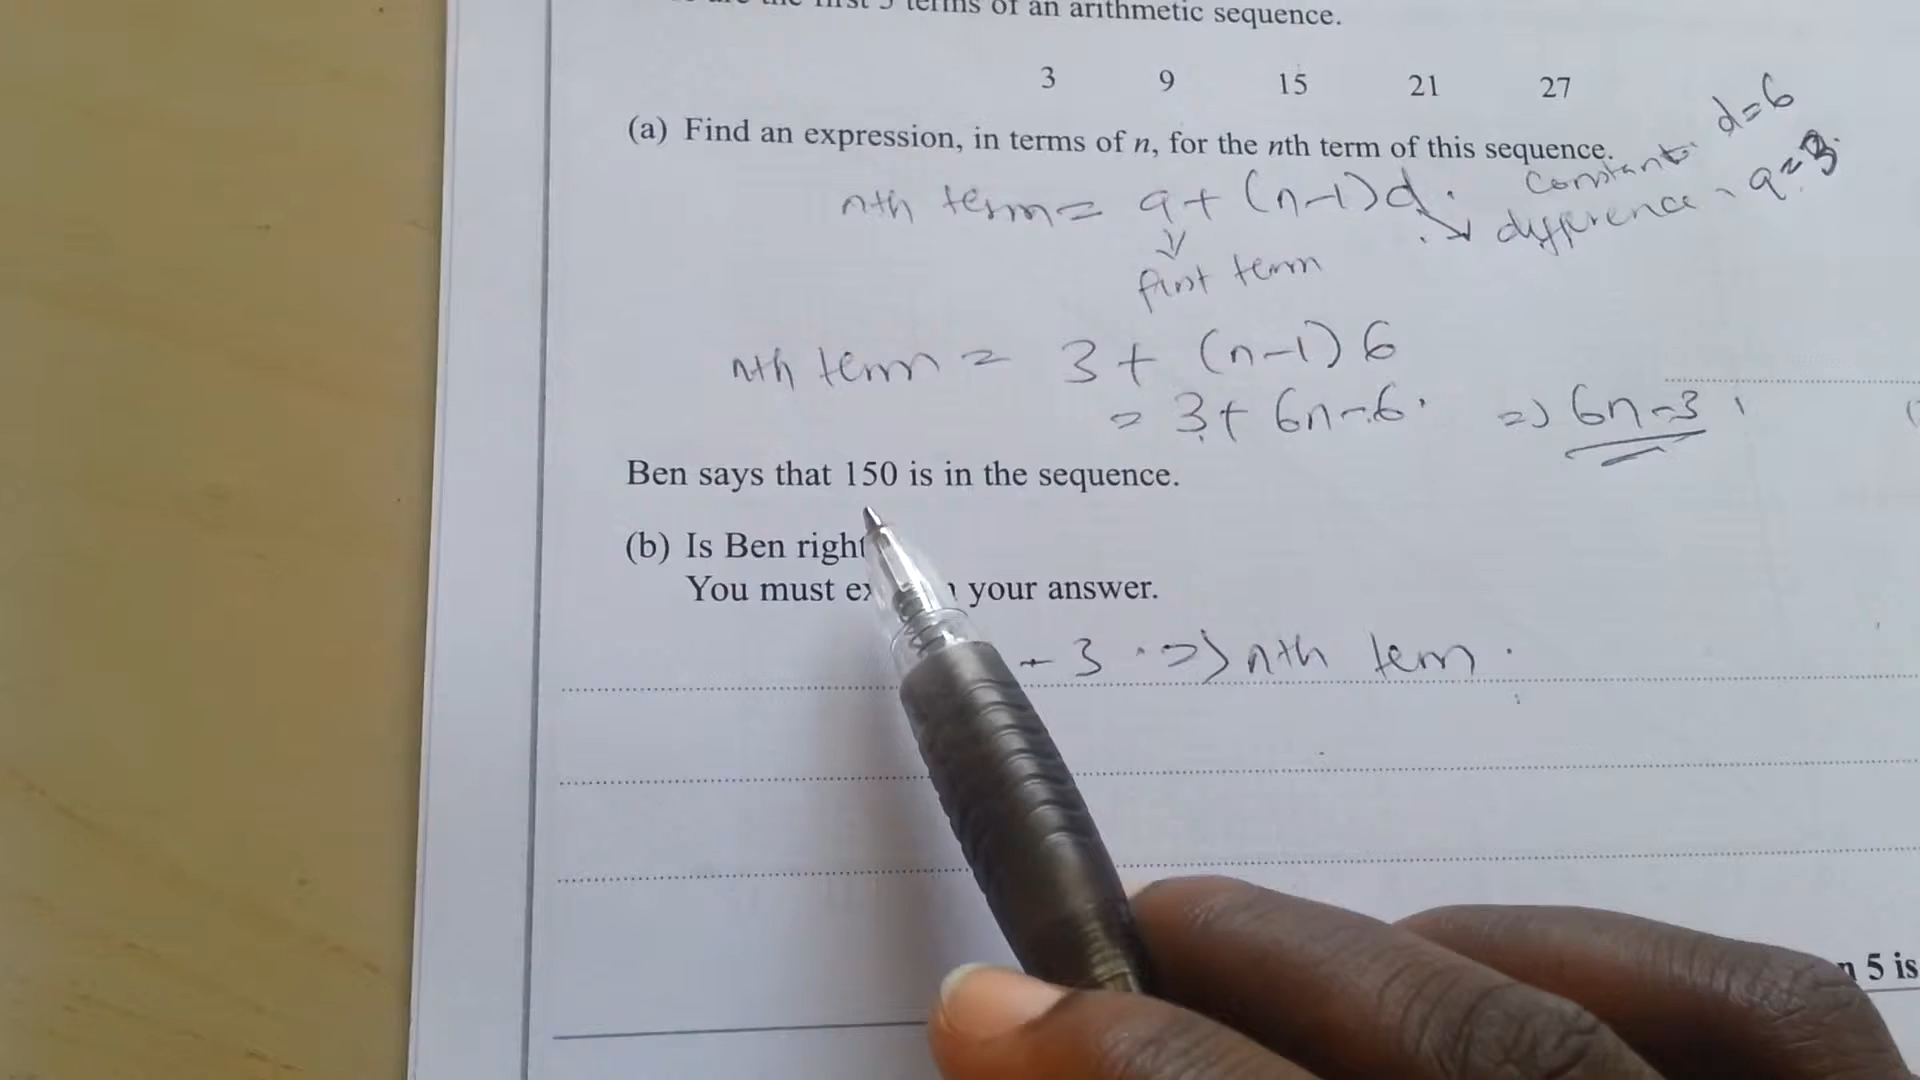 first 5 terms of an arithmetic sequence.
3 9 15 21 27
(a) Find an expression, in terms of n, for the nth term of this sequence.
d=6
nth term = a + (n-1)d.
constant
difference
a=3.
first term
nth term = 3 + (n-1) 6
= 3 + 6n - 6. => 6n-3
Ben says that 150 is in the sequence.
(b) Is Ben right
You must your answer.
- 3 => nth term.
5 is